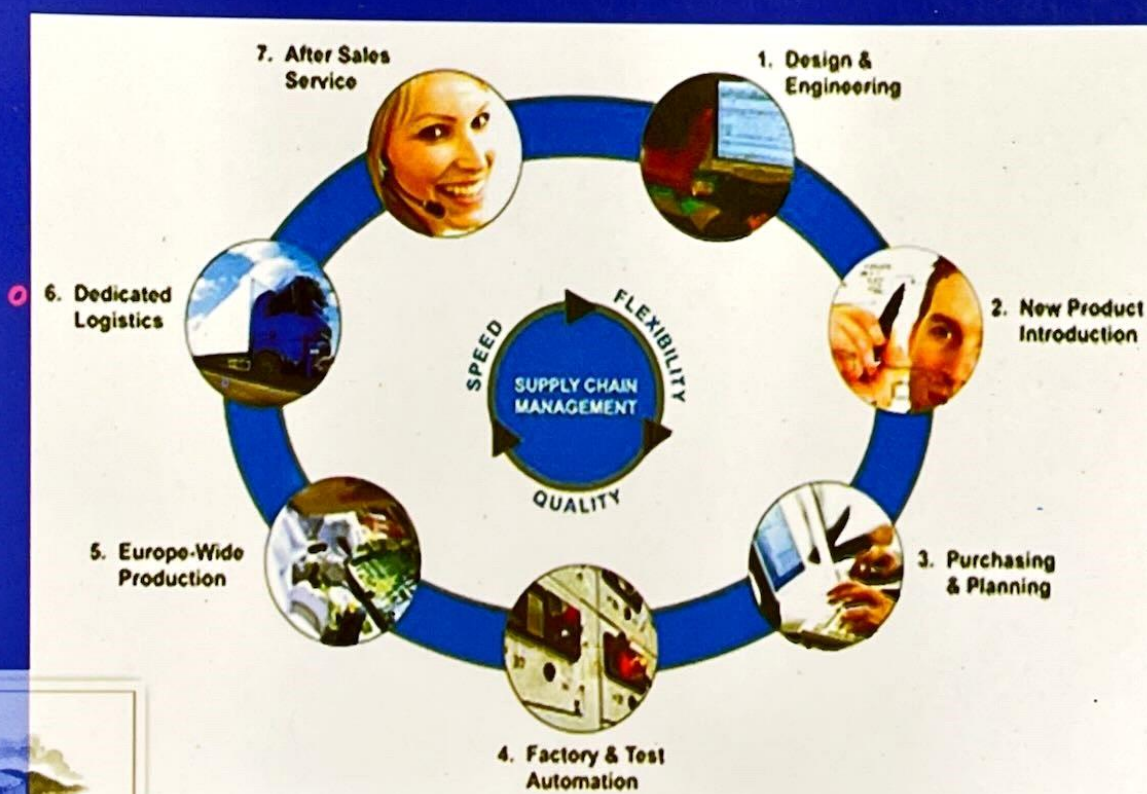 7. After Sales
Service
1. Design &
Engineering
6. Dedicated
Logistics
2. New Product
Introduction
SPEED
FLEXIBILITY
SUPPLY CHAIN
MANAGEMENT
QUALITY
5. Europe-Wide
Production
3. Purchasing
& Planning
4. Factory & Test
Automation